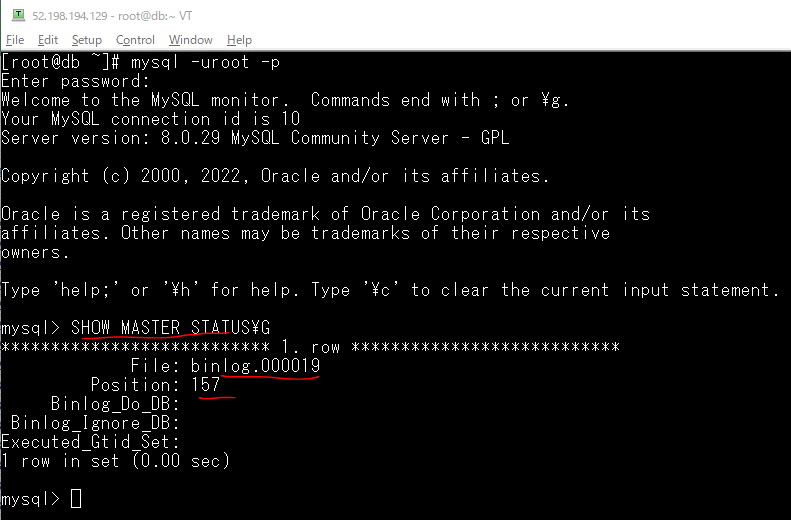 52.198.194.129 - root@db:~ VT
File Edit Setup Control Window Help
[root@db ~]# mysql -uroot -p
Enter password:
Welcome to the MySQL monitor.  Commands end with ; or ¥g.
Your MySQL connection id is 10
Server version: 8.0.29 MySQL Community Server - GPL
Copyright (c) 2000, 2022, Oracle and/or its affiliates.
Oracle is a registered trademark of Oracle Corporation and/or its
affiliates. Other names may be trademarks of their respective
owners.
Type 'help;' or '¥h' for help. Type '¥c' to clear the current input statement.
mysql> SHOW MASTER STATUS¥G
*************************** 1. row ***************************
File: binlog.000019
Position: 157
Binlog_Do_DB:
Binlog_Ignore_DB:
Executed_Gtid_Set:
1 row in set (0.00 sec)
mysql>